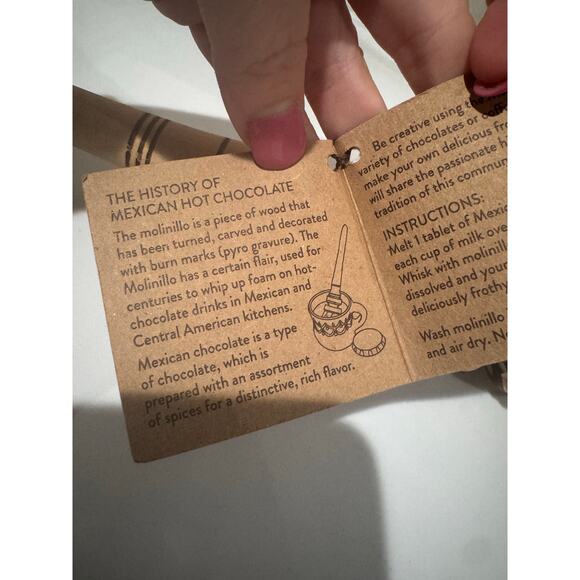 THE HISTORY OF
MEXICAN HOT CHOCOLATE
The molinillo is a piece of wood that
has been turned, carved and decorated
with burn marks (pyro gravure). The
Molinillo has a certain flair, used for
centuries to whip up foam on hot-
chocolate drinks in Mexican and
Central American kitchens.
Mexican chocolate is a type
of chocolate, which is
prepared with an assortment
of spices for a distinctive, rich flavor.
Be creative using the
variety of chocolates or
make your own delicious
will share the passionate
tradition of this
INSTRUCTIONS:
Melt 1 tablet of
each cup of milk
Whisk with molinillo
dissolved and your
deliciously frothy
Wash molinillo
and air dry.